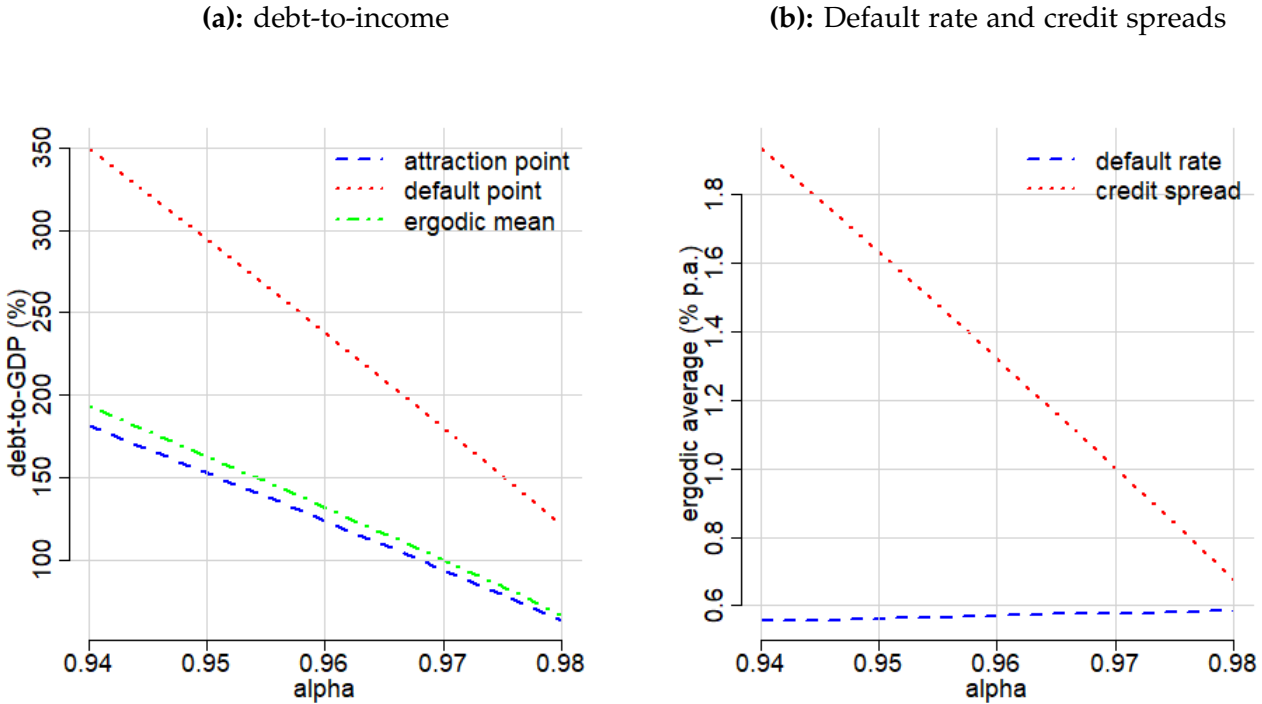 (a): debt-to-income
debt-to-GDP (%)
350
300
250
200
150
100
attraction point
default point
ergodic mean
0.94 0.95 0.96 0.97 0.98
alpha
(b): Default rate and credit spreads
ergodic average (% p.a.)
1.8
1.6
1.4
1.2
1.0
0.8
0.6
default rate
credit spread
0.94 0.95 0.96 0.97 0.98
alpha